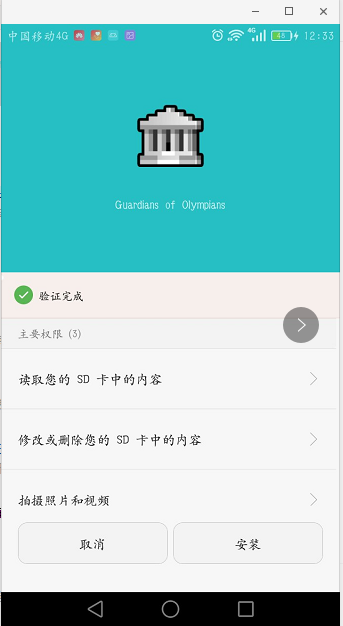 中国移动4G 4G 48 12:33
Guardians of Olympians
验证完成
主要权限 (3)
读取您的 SD 卡中的内容
修改或删除您的 SD 卡中的内容
拍摄照片和视频
取消 安装